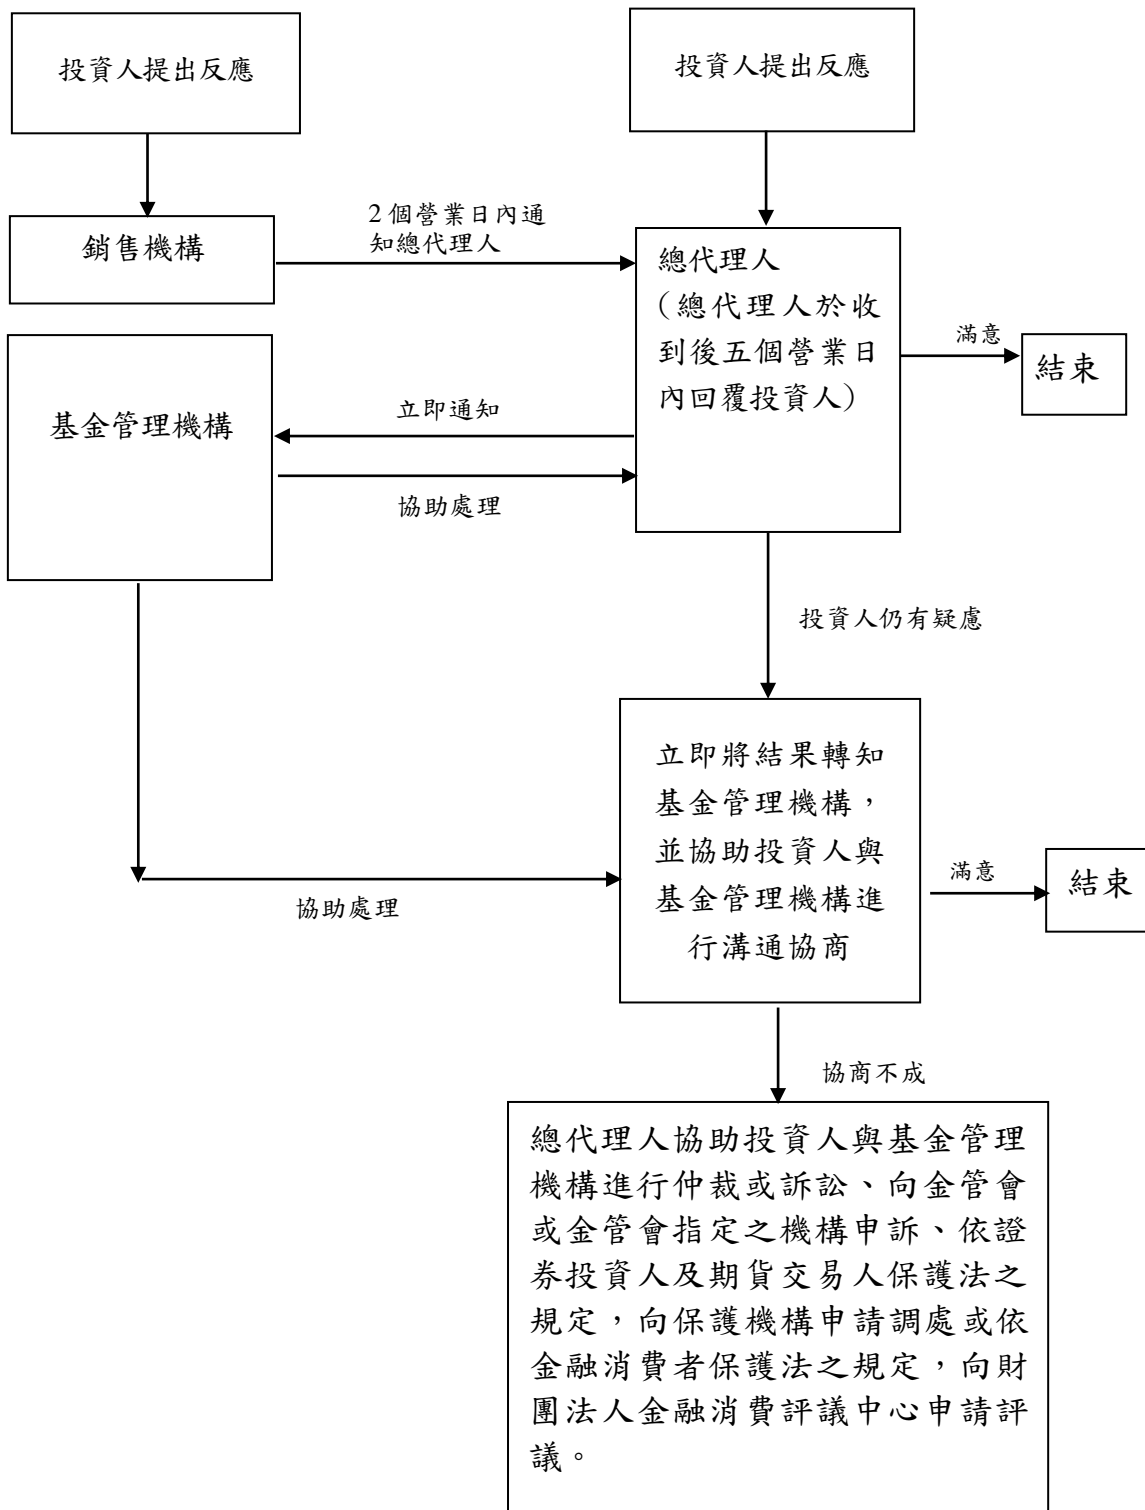 投資人提出反應
投資人提出反應
2個營業日內通
知總代理人
銷售機構
總代理人
(總代理人於收
到後五個營業日
內回覆投資人)
滿意
結束
基金管理機構
立即通知
協助處理
投資人仍有疑慮
立即將結果轉知
基金管理機構,
並協助投資人與
基金管理機構進
行溝通協商
滿意
結束
協助處理
協商不成
總代理人協助投資人與基金管理
機構進行仲裁或訴訟、向金管會
或金管會指定之機構申訴、依證
券投資人及期貨交易人保護法之
規定,向保護機構申請調處或依
金融消費者保護法之規定,向財
團法人金融消費評議中心申請評
議。